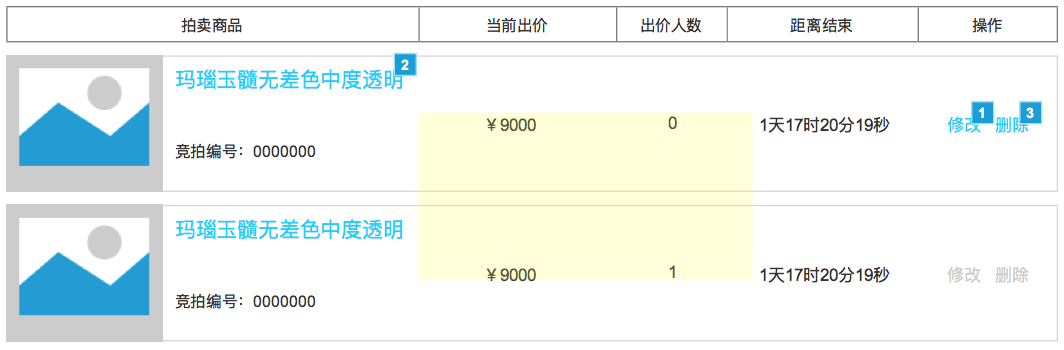 拍卖商品 当前出价 出价人数 距离结束 操作
玛瑙玉髓无差色中度透明 2
￥9000 0 1天17时20分19秒 修改 1 删除 3
竞拍编号：0000000
玛瑙玉髓无差色中度透明
￥9000 1 1天17时20分19秒 修改 删除
竞拍编号：0000000